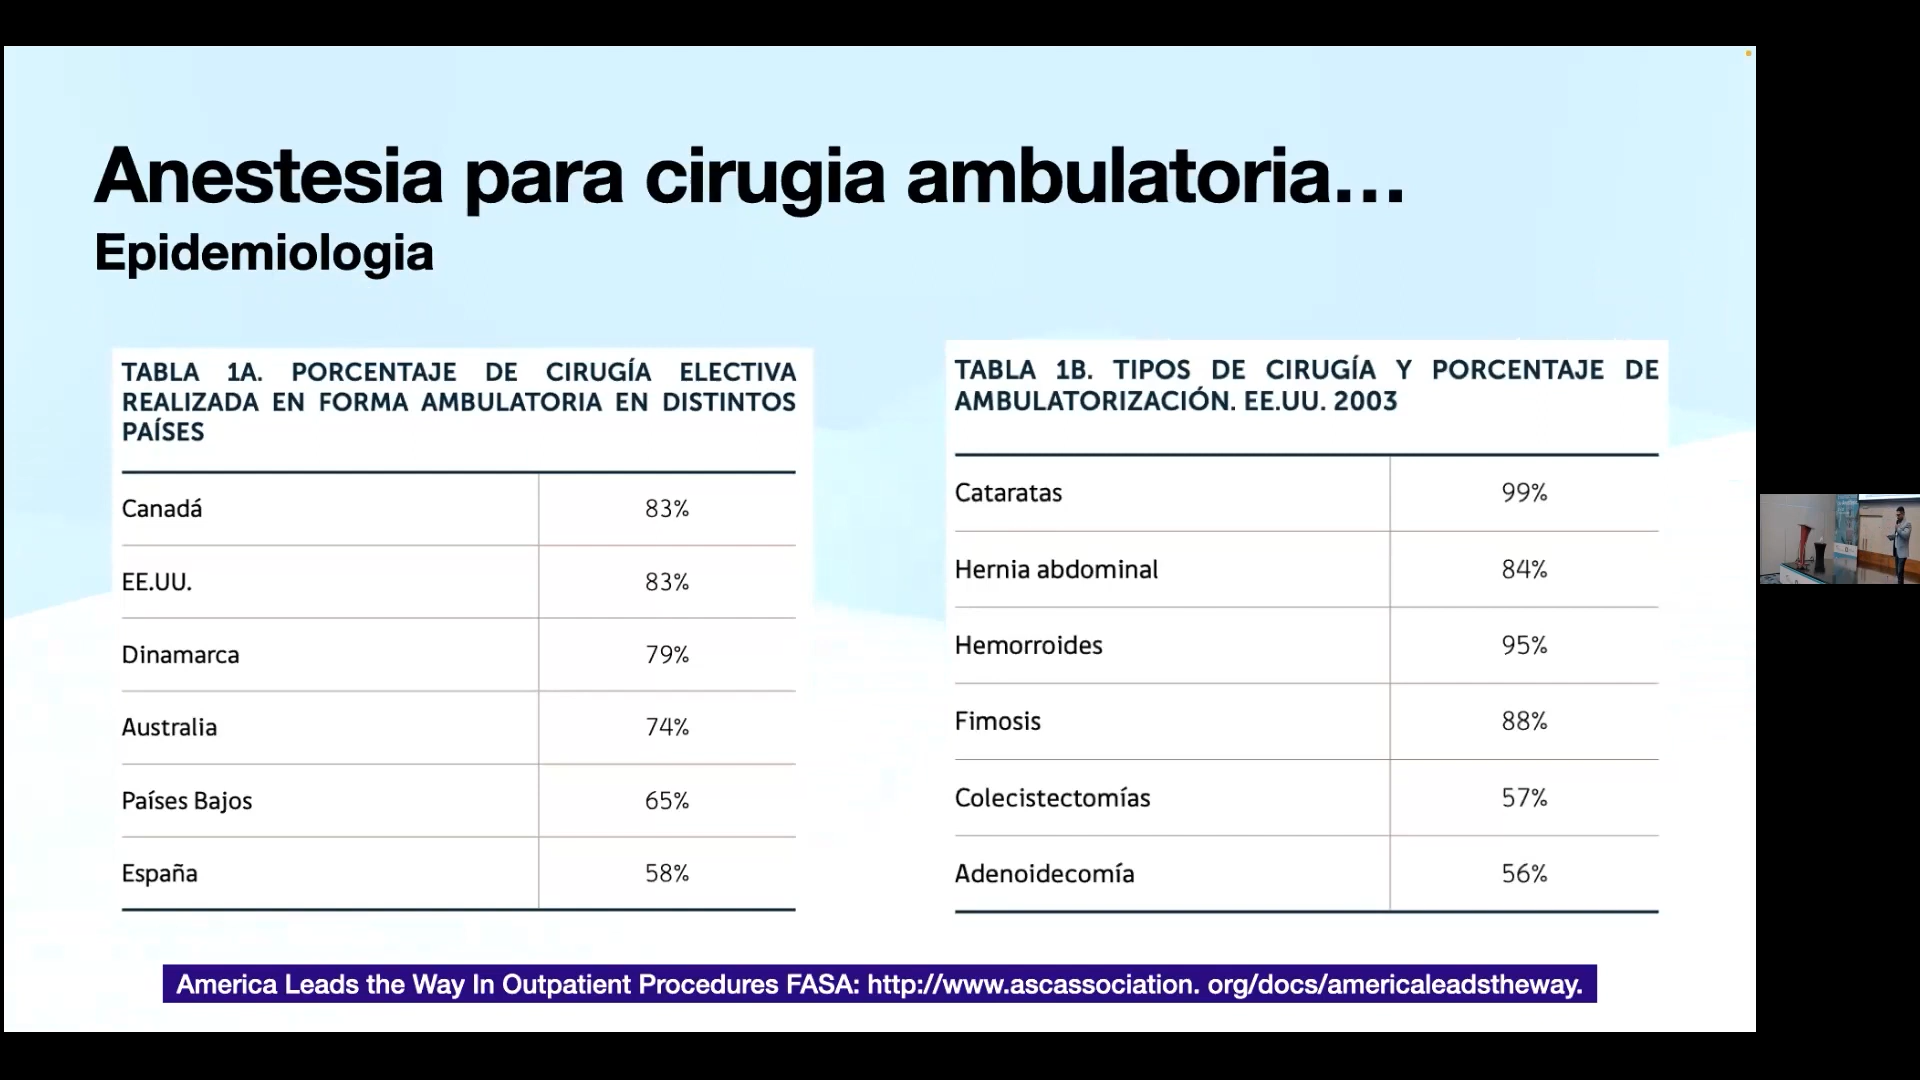 Anestesia para cirugia ambulatoria...
Epidemiologia
TABLA 1A. PORCENTAJE DE CIRUGÍA ELECTIVA
REALIZADA EN FORMA AMBULATORIA EN DISTINTOS
PAÍSES
Canadá 83%
EE.UU. 83%
Dinamarca 79%
Australia 74%
Países Bajos 65%
España 58%
TABLA 1B. TIPOS DE CIRUGÍA Y PORCENTAJE DE
AMBULATORIZACIÓN. EE.UU. 2003
Cataratas 99%
Hernia abdominal 84%
Hemorroides 95%
Fimosis 88%
Colecistectomías 57%
Adenoidecomía 56%
America Leads the Way In Outpatient Procedures FASA: http://www.ascassociation. org/docs/americaleadstheway.